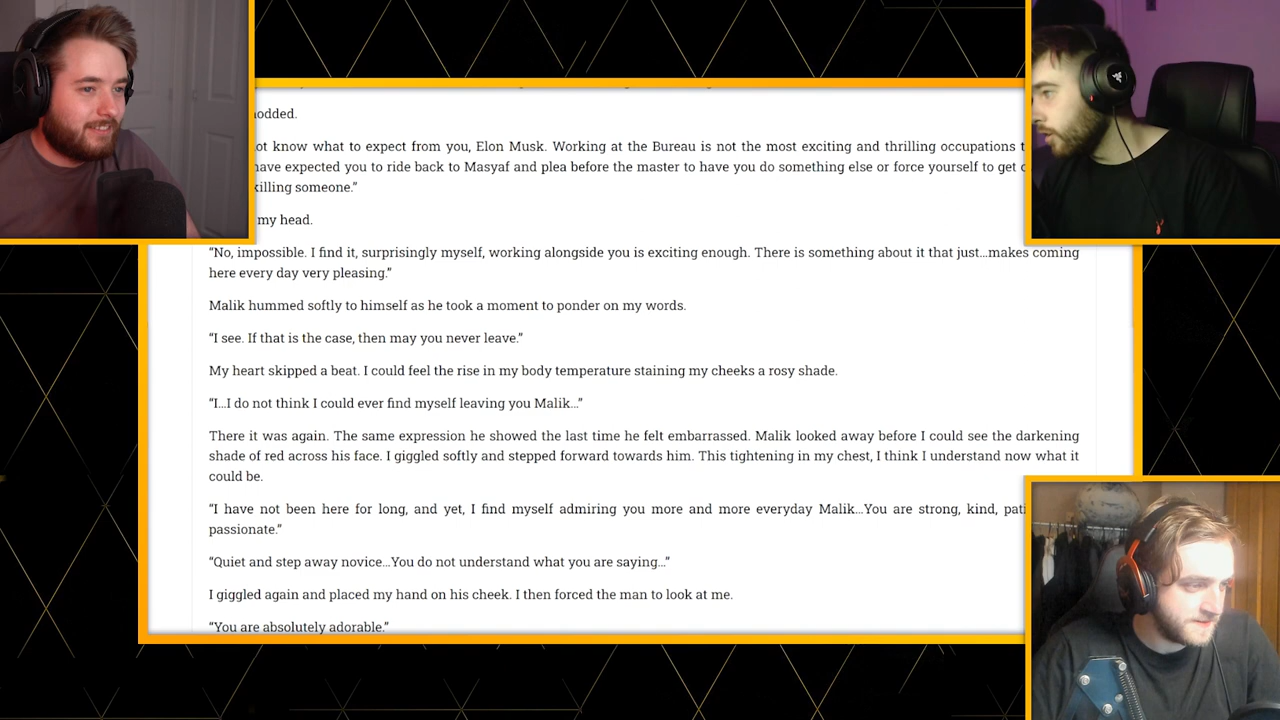 nodded.
ot know what to expect from you, Elon Musk. Working at the Bureau is not the most exciting and thrilling occupations
have expected you to ride back to Masyaf and plea before the master to have you do something else or force yourself to get
killing someone.”
my head.
“No, impossible. I find it, surprisingly myself, working alongside you is exciting enough. There is something about it that just…makes coming
here every day very pleasing.”
Malik hummed softly to himself as he took a moment to ponder on my words.
“I see. If that is the case, then may you never leave.”
My heart skipped a beat. I could feel the rise in my body temperature staining my cheeks a rosy shade.
“I…I do not think I could ever find myself leaving you Malik…”
There it was again. The same expression he showed the last time he felt embarrassed. Malik looked away before I could see the darkening
shade of red across his face. I giggled softly and stepped forward towards him. This tightening in my chest, I think I understand now what it
could be.
“I have not been here for long, and yet, I find myself admiring you more and more everyday Malik…You are strong, kind, pati
passionate.”
“Quiet and step away novice…You do not understand what you are saying…”
I giggled again and placed my hand on his cheek. I then forced the man to look at me.
“You are absolutely adorable.”